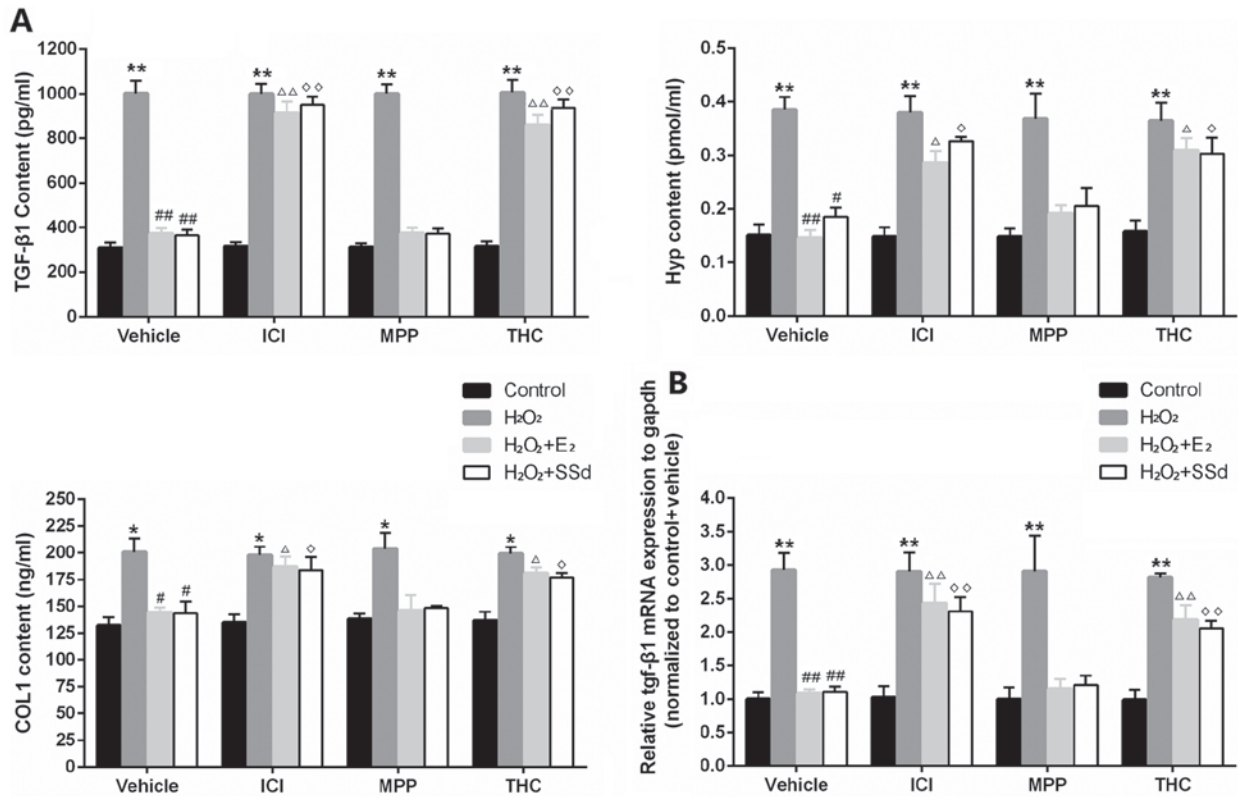 A
TGF-β1 Content (pg/ml)
1200
1000
800
600
400
200
0
** ** ** **
## ## △△ ◇◇ △△ ◇◇
Vehicle ICI MPP THC
Hyp content (pmol/ml)
0.5
0.4
0.3
0.2
0.1
0.0
** ** ** **
## # △ ◇ △ ◇
Vehicle ICI MPP THC
Control
H₂O₂
H₂O₂+E₂
H₂O₂+SSd
COL1 content (ng/ml)
250
225
200
175
150
125
100
75
50
25
0
* * * *
# # △ ◇ △ ◇
Vehicle ICI MPP THC
B
Control
H₂O₂
H₂O₂+E₂
H₂O₂+SSd
Relative tgf-β1 mRNA expression to gapdh
(normalized to control+vehicle)
4.0
3.5
3.0
2.5
2.0
1.5
1.0
0.5
0.0
** ** ** **
## ## △△ ◇◇ △△ ◇◇
Vehicle ICI MPP THC